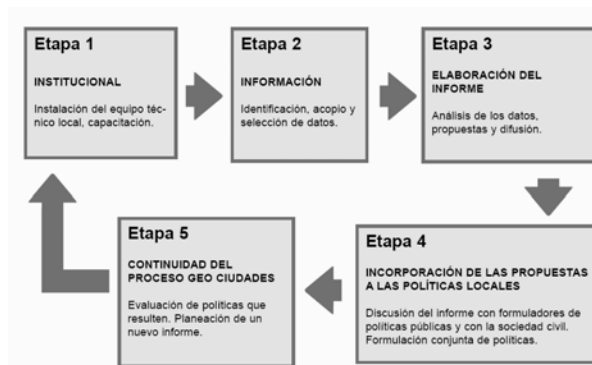 Etapa 1
INSTITUCIONAL
Instalación del equipo téc-
nico local, capacitación.
Etapa 2
INFORMACIÓN
Identificación, acopio y
selección de datos.
Etapa 3
ELABORACIÓN DEL
INFORME
Análisis de los datos,
propuestas y difusión.
Etapa 4
INCORPORACIÓN DE LAS PROPUESTAS
A LAS POLÍTICAS LOCALES
Discusión del informe con formuladores de
políticas públicas y con la sociedad civil.
Formulación conjunta de políticas.
Etapa 5
CONTINUIDAD DEL
PROCESO GEO CIUDADES
Evaluación de políticas que
resulten. Planeación de un
nuevo informe.